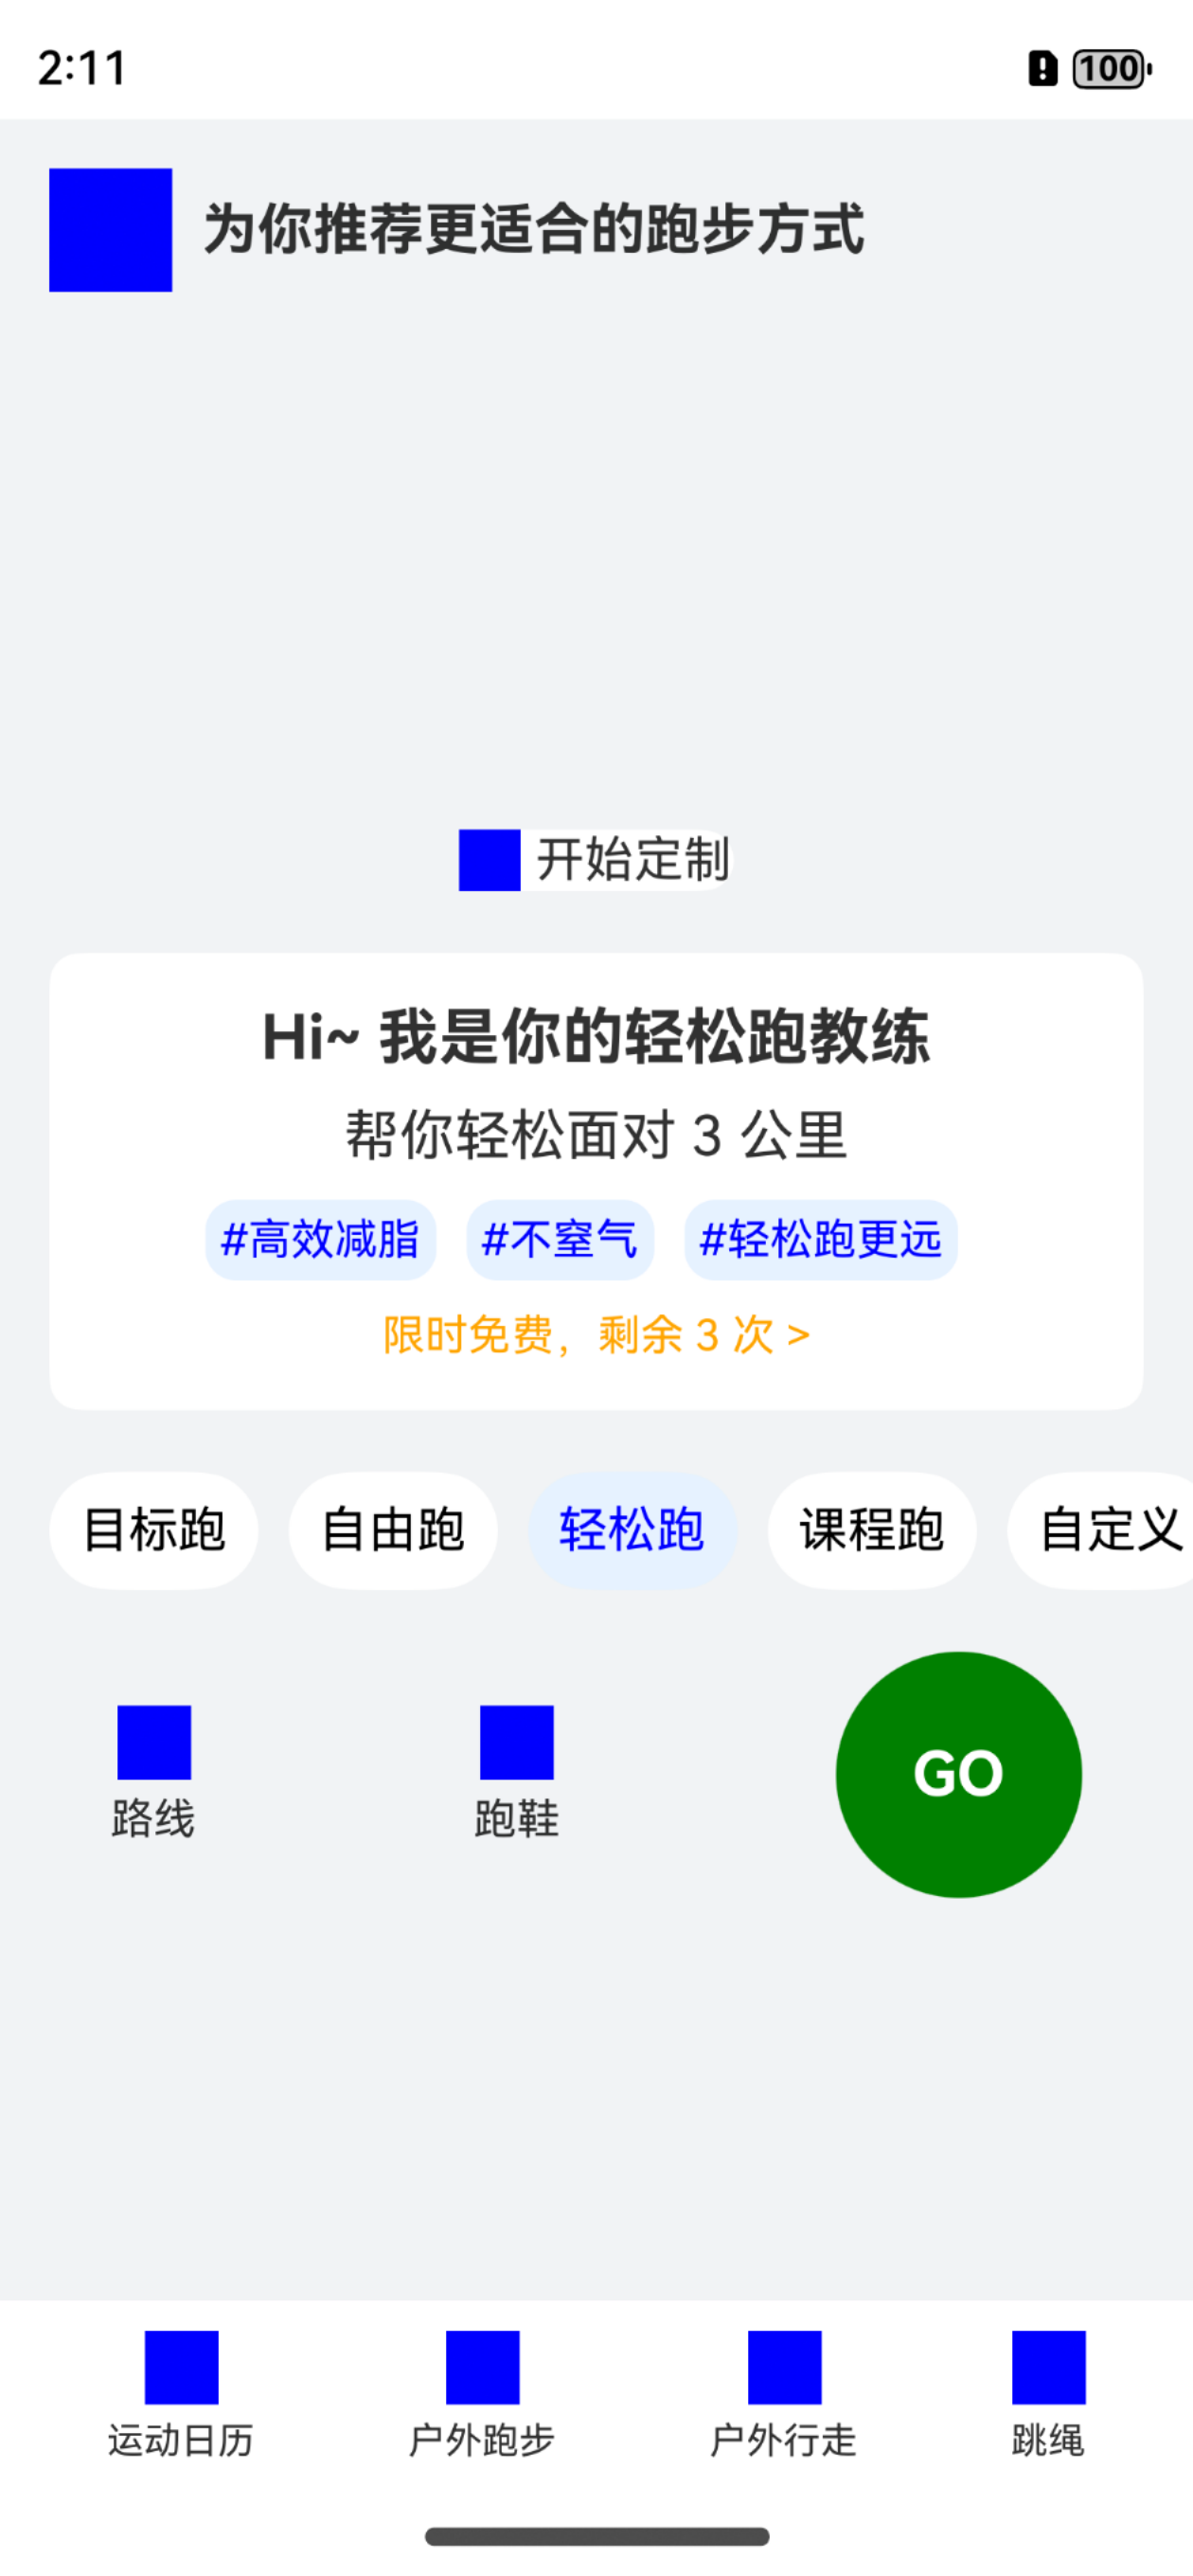 2:11
100
为你推荐更适合的跑步方式
开始定制
Hi~ 我是你的轻松跑教练
帮你轻松面对 3 公里
#高效减脂 #不窒气 #轻松跑更远
限时免费，剩余 3 次 >
目标跑 自由跑 轻松跑 课程跑 自定义
GO
路线 跑鞋
运动日历 户外跑步 户外行走 跳绳